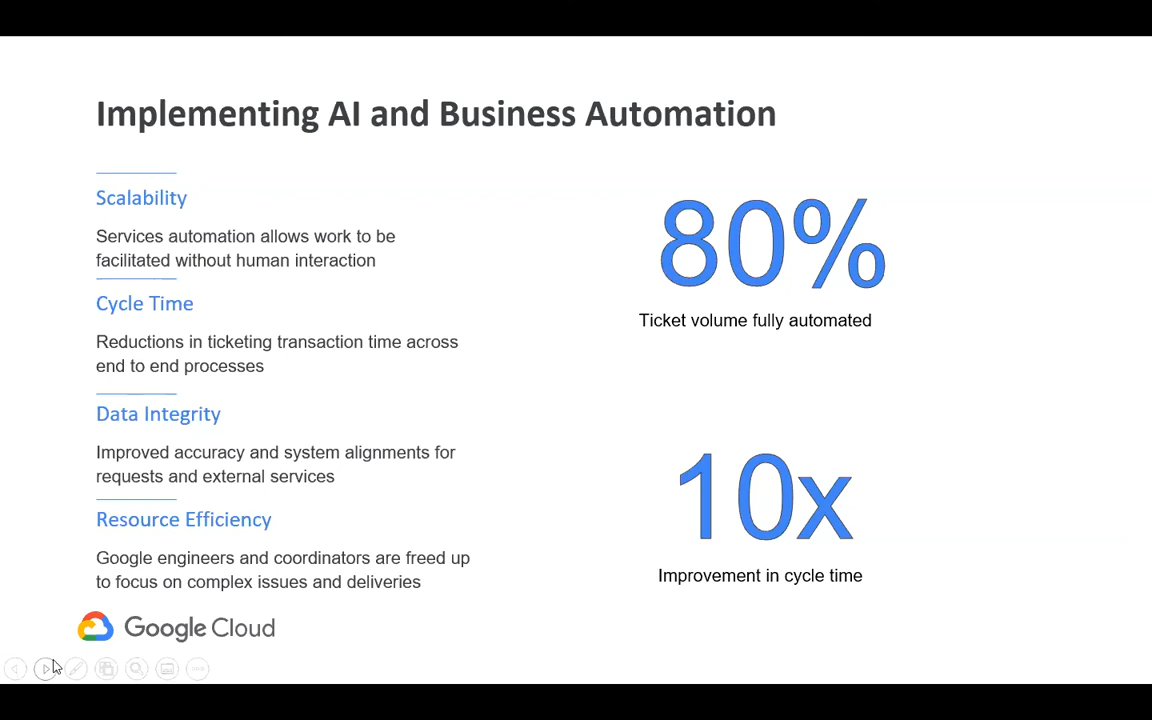 Implementing AI and Business Automation
Scalability
Services automation allows work to be
facilitated without human interaction
Cycle Time
Reductions in ticketing transaction time across
end to end processes
Data Integrity
Improved accuracy and system alignments for
requests and external services
Resource Efficiency
Google engineers and coordinators are freed up
to focus on complex issues and deliveries
80%
Ticket volume fully automated
10x
Improvement in cycle time
Google Cloud